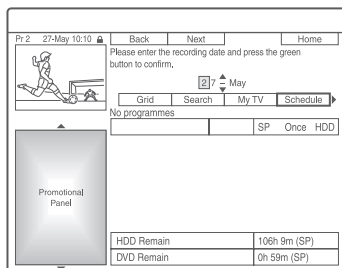 Pr 2 27-May 10:10 Back Next Home
Please enter the recording date and press the green
button to confirm.
2 7 May
Grid Search My TV Schedule
No programmes
SP Once HDD
Promotional
Panel
HDD Remain 106h 9m (SP)
DVD Remain 0h 59m (SP)